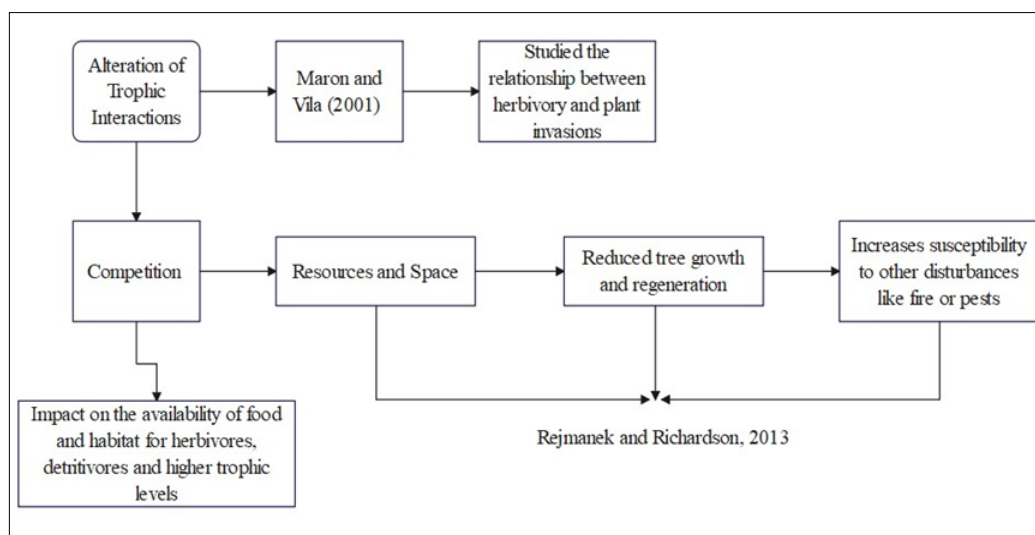 Alteration of
Trophic
Interactions
Maron and
Vila (2001)
Studied the
relationship between
herbivory and plant
invasions
Competition
Resources and Space
Reduced tree growth
and regeneration
Increases susceptibility
to other disturbances
like fire or pests
Impact on the availability of food
and habitat for herbivores,
detritivores and higher trophic
levels
Rejmanek and Richardson, 2013